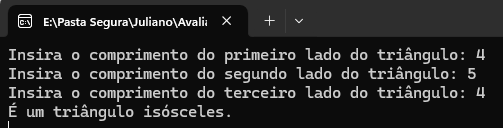 E:\Pasta Segura\Juliano\Avalia
Insira o comprimento do primeiro lado do triângulo: 4
Insira o comprimento do segundo lado do triângulo: 5
Insira o comprimento do terceiro lado do triângulo: 4
É um triângulo isósceles.